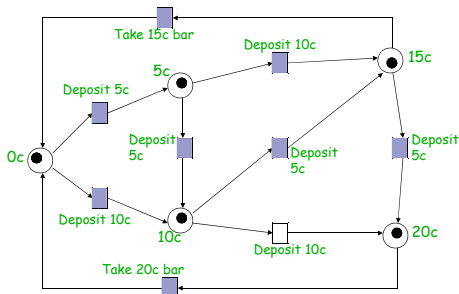 Take 15c bar
Deposit 10c
15c
5c
Deposit 5c
Deposit
5c
Deposit
5c
Deposit
5c
0c
Deposit 10c
10c
20c
Deposit 10c
Take 20c bar